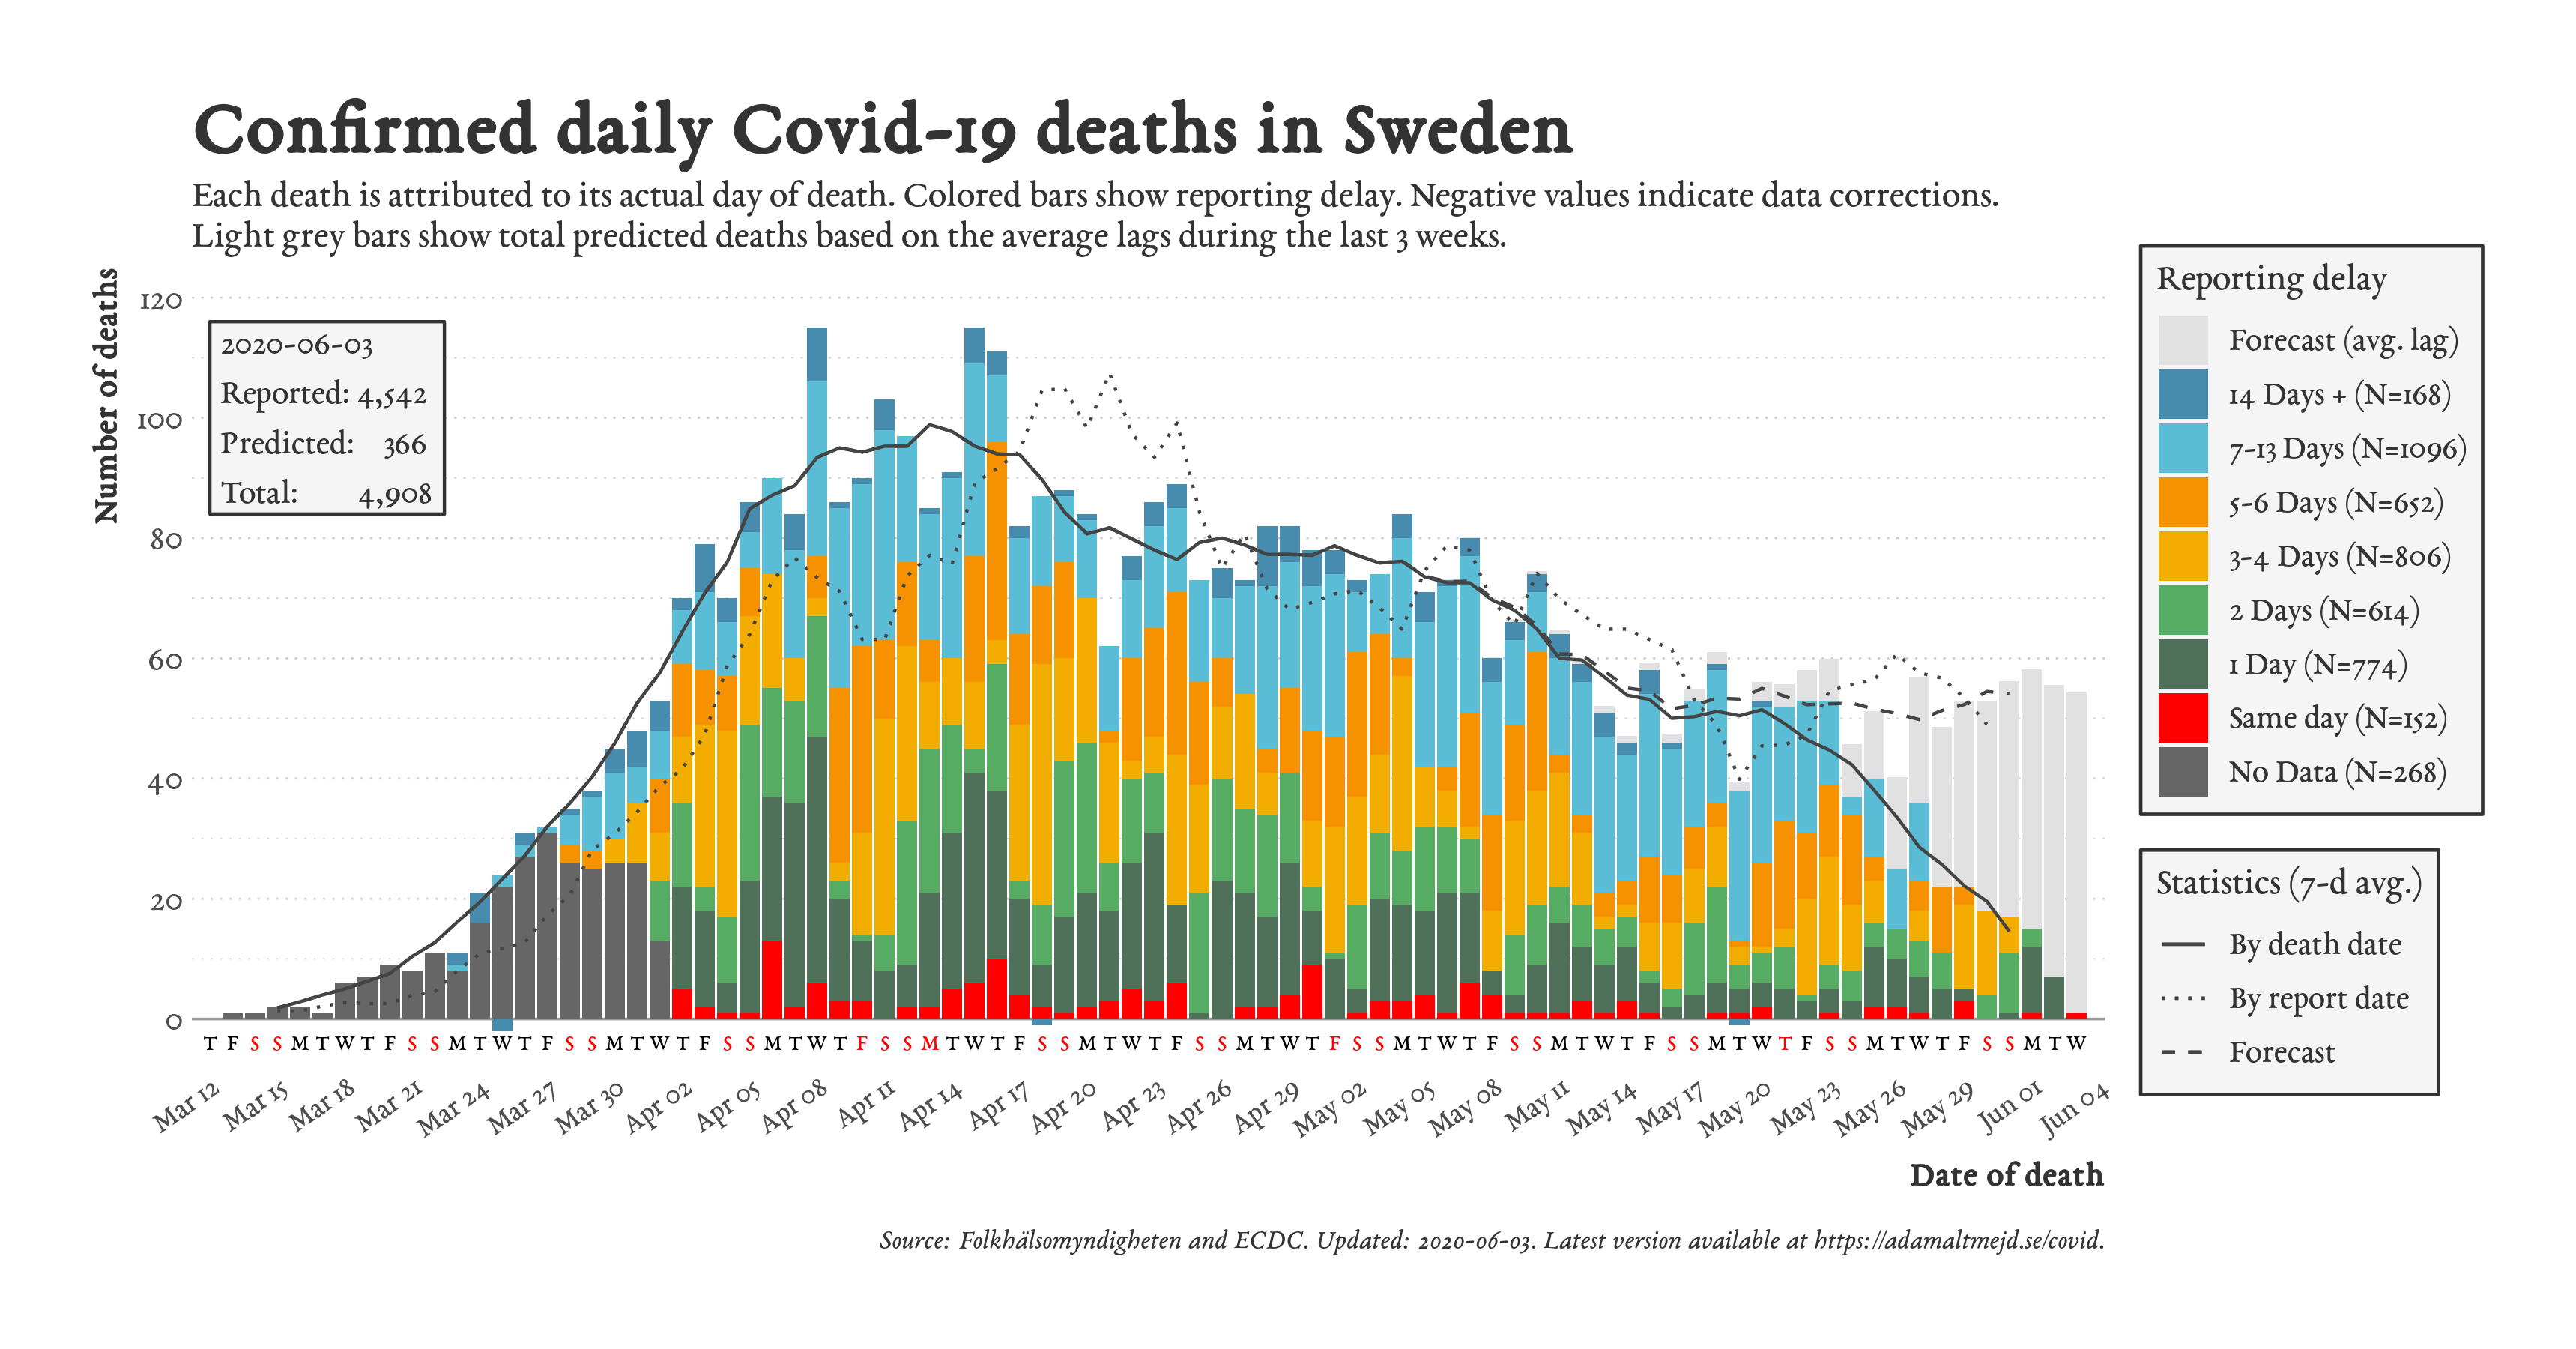 Confirmed daily Covid-19 deaths in Sweden
Each death is attributed to its actual day of death. Colored bars show reporting delay. Negative values indicate data corrections.
Light grey bars show total predicted deaths based on the average lags during the last 3 weeks.
Number of deaths
120
100
80
60
40
20
0
2020-06-03
Reported: 4,542
Predicted: 366
Total: 4,908
T F S S M T W T F S S M T W T F S S M T W T F S S M T W T F S S M T W T F S S M T W T F S S M T W T F S S M T W T F S S M T W T F S S M T W T F S S M T W T F S S M T W
Mar 12 Mar 15 Mar 18 Mar 21 Mar 24 Mar 27 Mar 30 Apr 02 Apr 05 Apr 08 Apr 11 Apr 14 Apr 17 Apr 20 Apr 23 Apr 26 Apr 29 May 02 May 05 May 08 May 11 May 14 May 17 May 20 May 23 May 26 May 29 Jun 01 Jun 04
Date of death
Reporting delay
Forecast (avg. lag)
14 Days + (N=168)
7-13 Days (N=1096)
5-6 Days (N=652)
3-4 Days (N=806)
2 Days (N=614)
1 Day (N=774)
Same day (N=152)
No Data (N=268)
Statistics (7-d avg.)
By death date
By report date
Forecast
Source: Folkhälsomyndigheten and ECDC. Updated: 2020-06-03. Latest version available at https://adamaltmejd.se/covid.